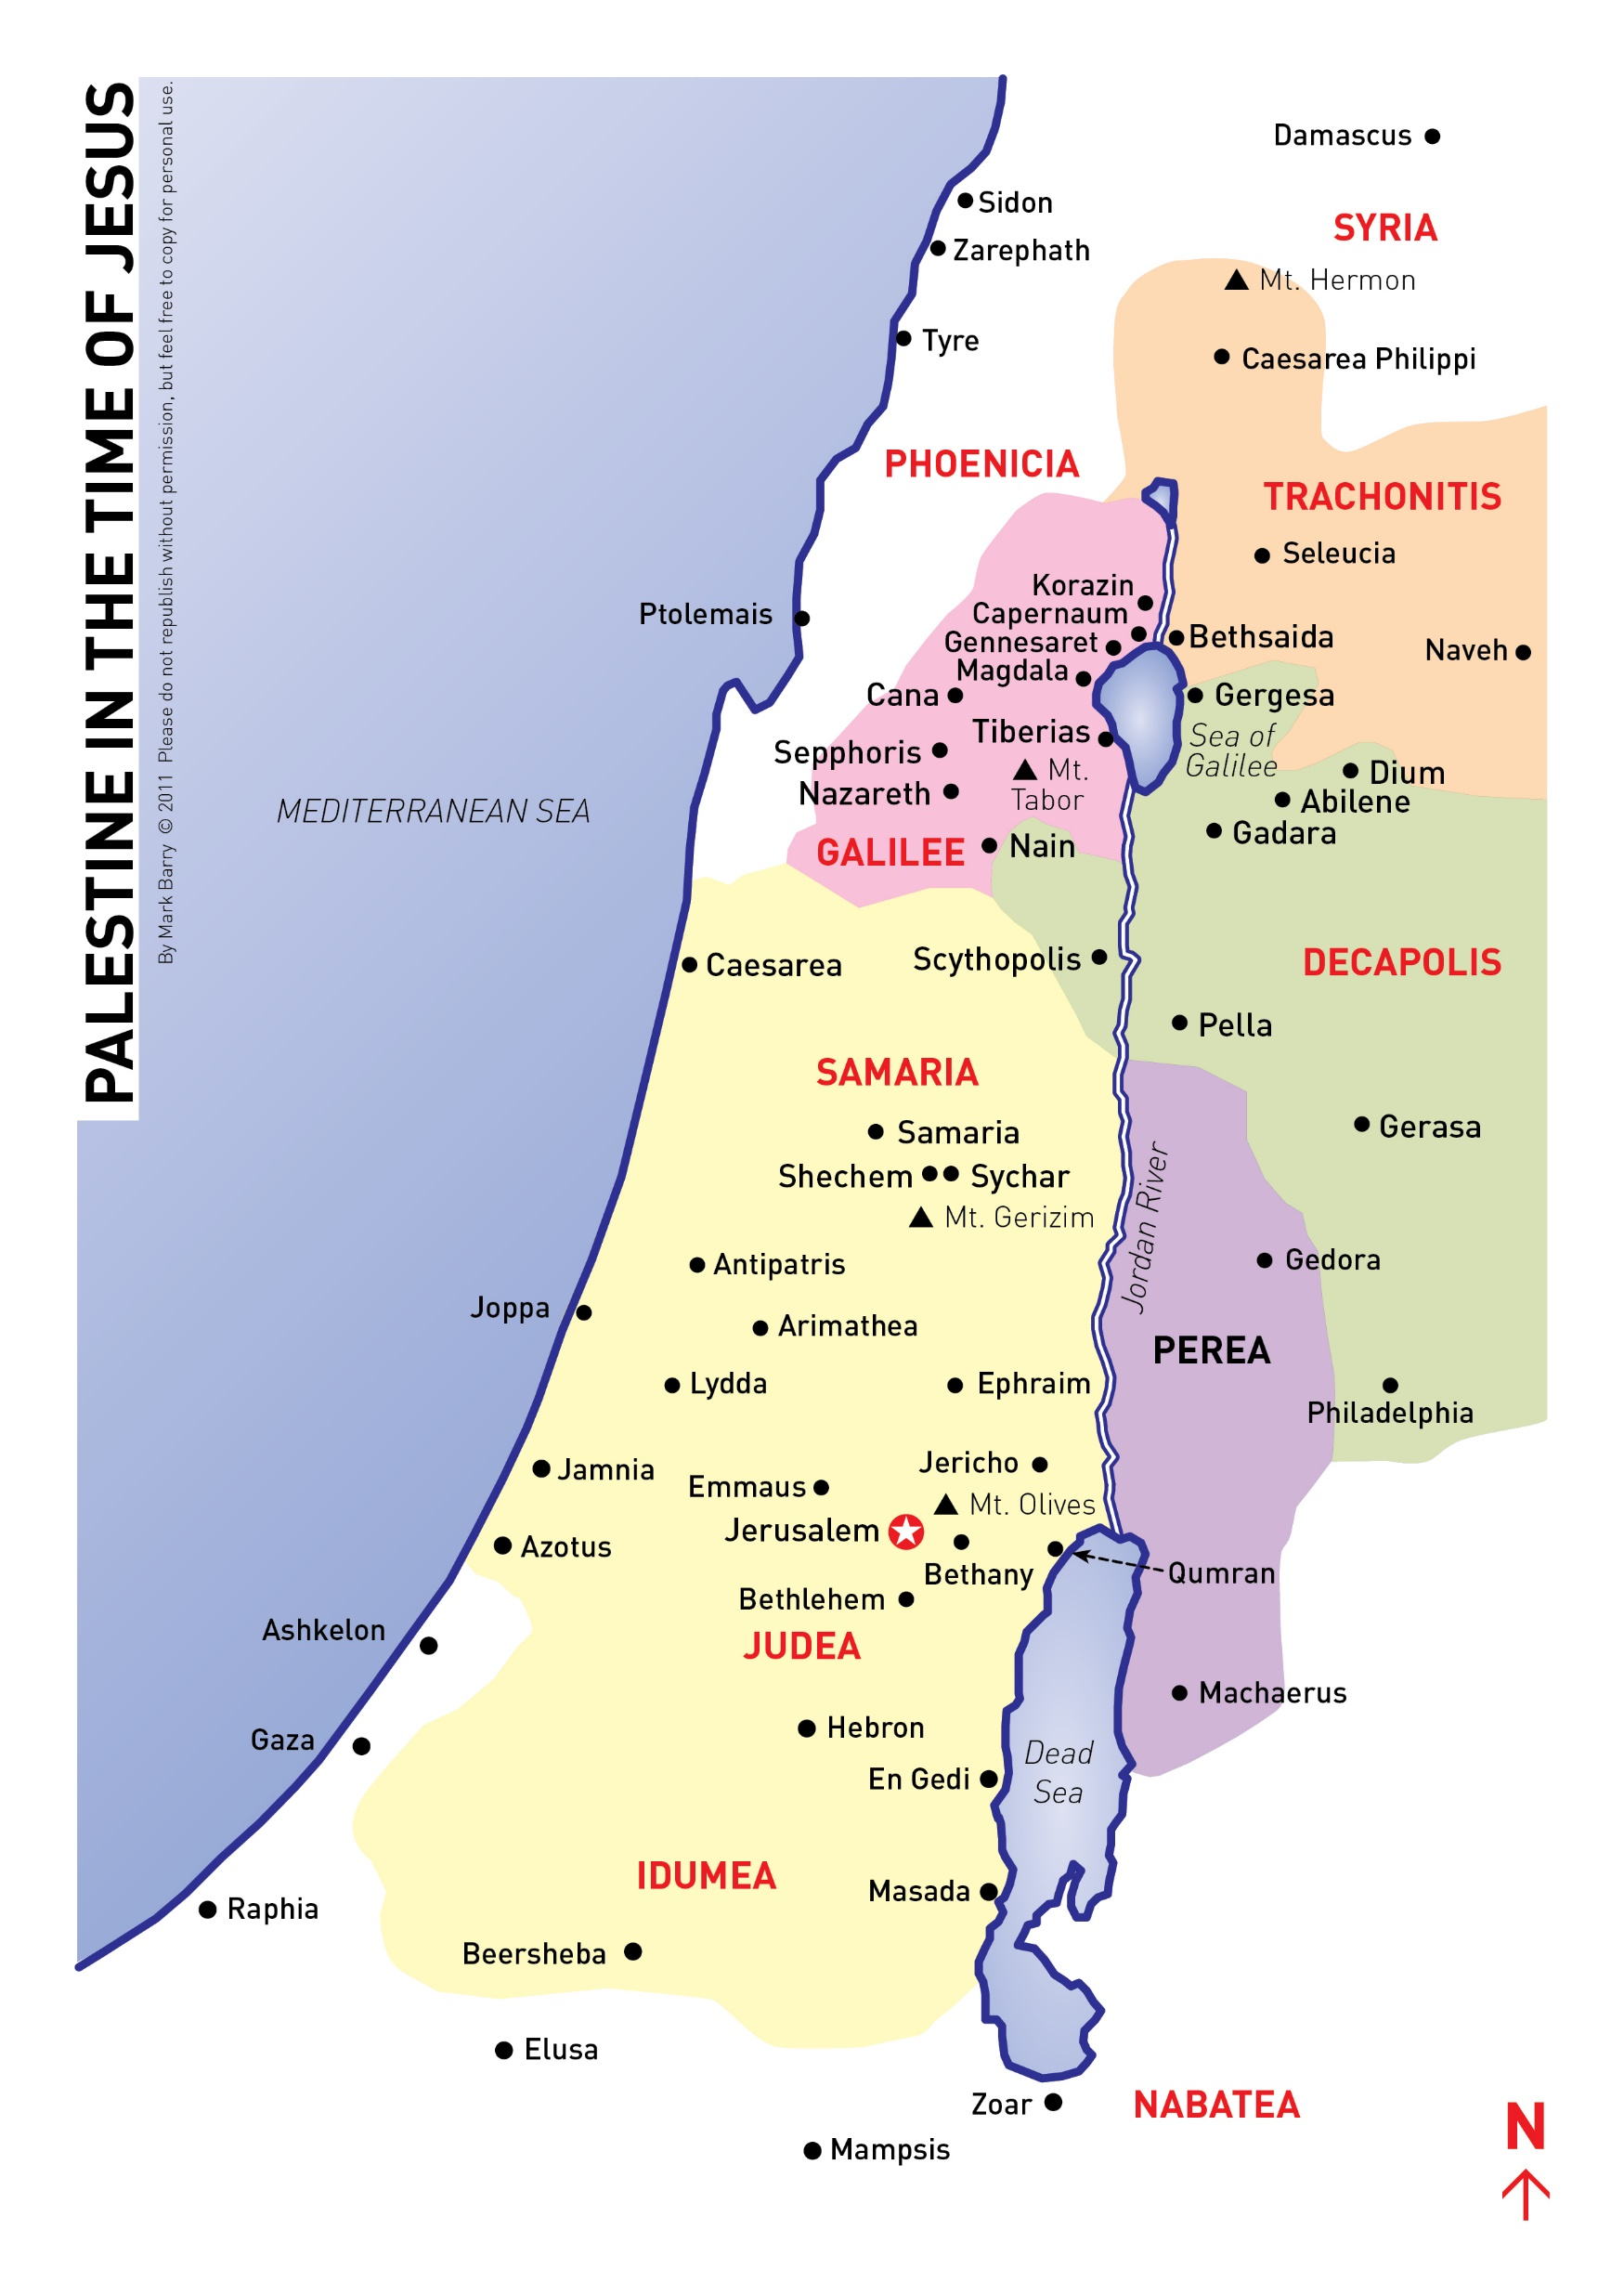 PALESTINE IN THE TIME OF JESUS
By Mark Barry © 2011 Please do not republish without permission, but feel free to copy for personal use.
Damascus
Sidon
SYRIA
Zarephath
Mt. Hermon
Tyre
Caesarea Philippi
PHOENICIA
TRACHONITIS
Seleucia
Korazin
Ptolemais
Capernaum
Bethsaida
Gennesaret
Naveh
Magdala
Cana
Gergesa
Tiberias
Sea of
Galilee
Sepphoris
Mt.
Tabor
Dium
Nazareth
Abilene
MEDITERRANEAN SEA
Gadara
GALILEE
Nain
Caesarea
Scythopolis
DECAPOLIS
Pella
SAMARIA
Samaria
Gerasa
Shechem
Sychar
Mt. Gerizim
Jordan River
Antipatris
Gedora
Joppa
Arimathea
PEREA
Lydda
Ephraim
Philadelphia
Jamnia
Jericho
Emmaus
Mt. Olives
Jerusalem
Azotus
Bethany
Qumran
Bethlehem
Ashkelon
JUDEA
Machaerus
Hebron
Gaza
Dead
Sea
En Gedi
IDUMEA
Masada
Raphia
Beersheba
Elusa
Zoar
NABATEA
Mampsis
N